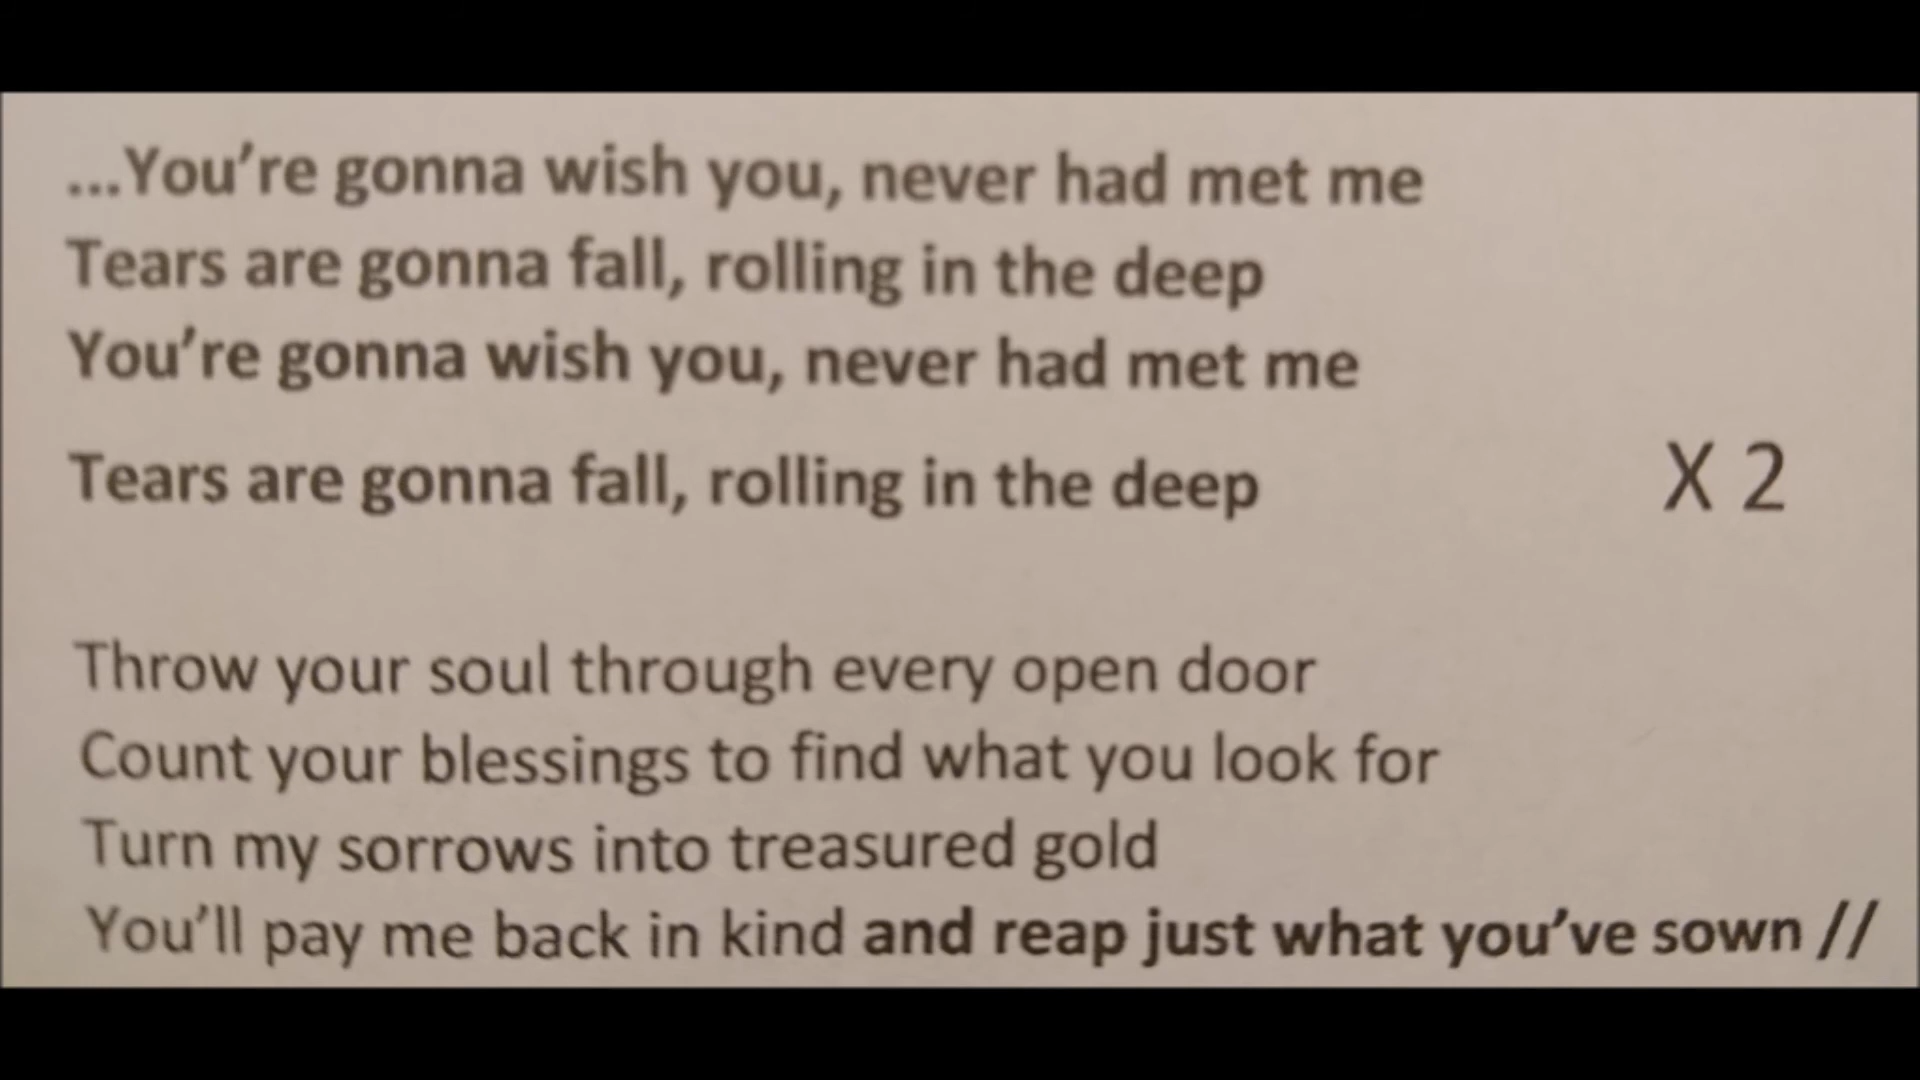 ...You're gonna wish you, never had met me
Tears are gonna fall, rolling in the deep
You're gonna wish you, never had met me
Tears are gonna fall, rolling in the deep X 2
Throw your soul through every open door
Count your blessings to find what you look for
Turn my sorrows into treasured gold
You'll pay me back in kind and reap just what you've sown //